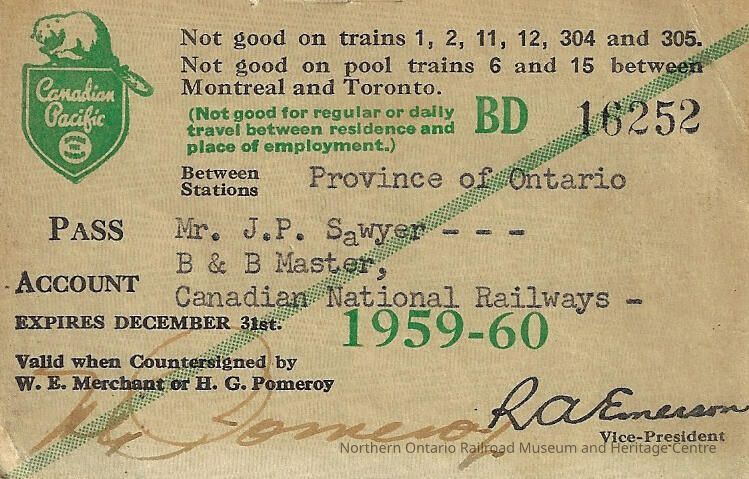 Canadian
Pacific
Not good on trains 1, 2, 11, 12, 304 and 305.
Not good on pool trains 6 and 15 between
Montreal and Toronto.
(Not good for regular or daily
travel between residence and
place of employment.)
BD 16252
Between
Stations
Province of Ontario
PASS Mr. J.P. Sawyer - - -
B & B Master,
ACCOUNT
Canadian National Railways -
EXPIRES DECEMBER 31st.
1959-60
Valid when Countersigned by
W. E. Merchant or H. G. Pomeroy
H. G. Pomeroy
R A Emerson
Vice-President
Northern Ontario Railroad Museum and Heritage Centre